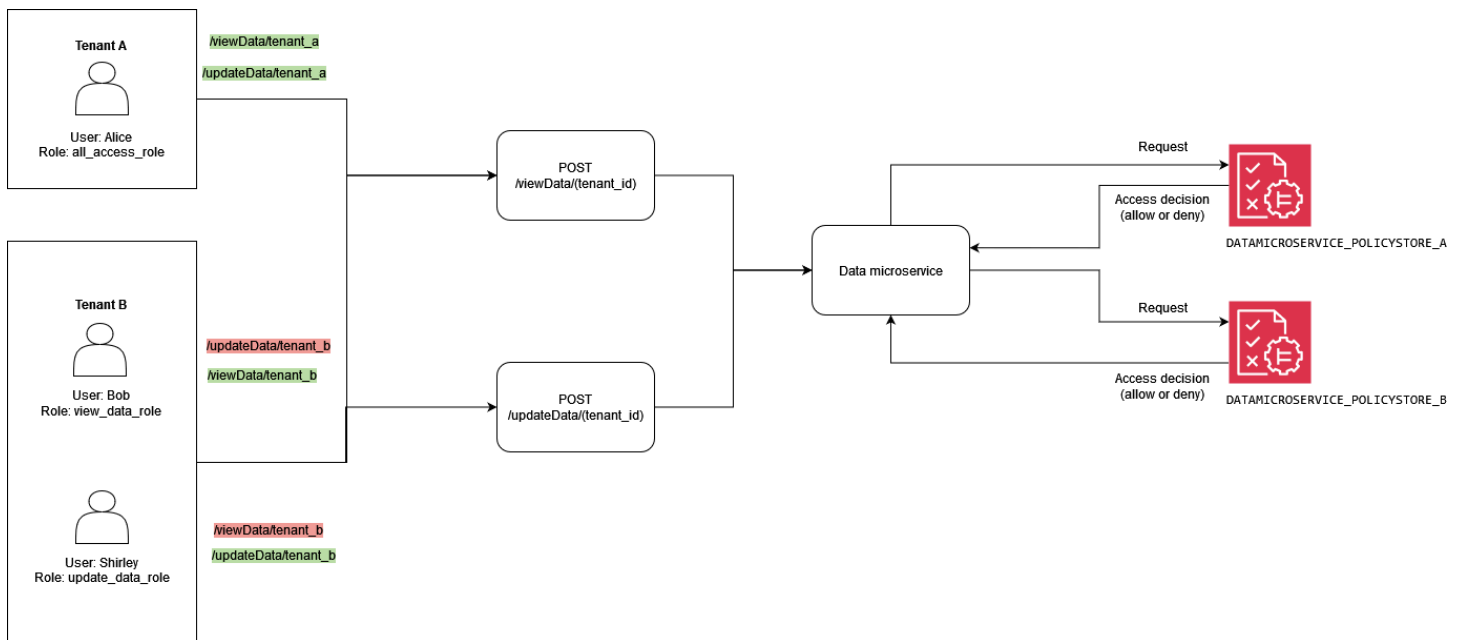 Tenant A
User: Alice
Role: all_access_role
/viewData/tenant_a
/updateData/tenant_a
Tenant B
User: Bob
Role: view_data_role
/updateData/tenant_b
/viewData/tenant_b
User: Shirley
Role: update_data_role
/viewData/tenant_b
/updateData/tenant_b
POST
/viewData/(tenant_id)
POST
/updateData/(tenant_id)
Data microservice
Request
Access decision
(allow or deny)
DATAMICROSERVICE_POLICYSTORE_A
Request
Access decision
(allow or deny)
DATAMICROSERVICE_POLICYSTORE_B